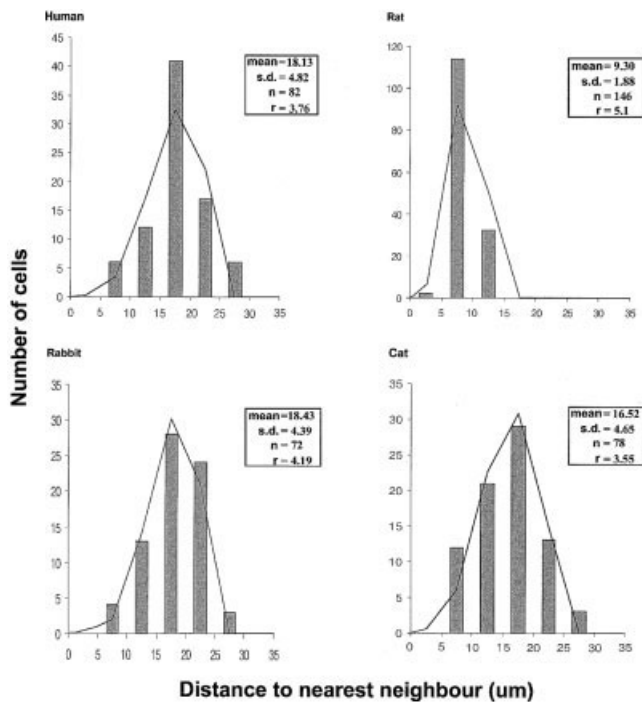 Human
45
40
35
30
25
20
15
10
5
0
0 5 10 15 20 25 30 35
mean=18.13
s.d.= 4.82
n = 82
r = 3.76
Rat
120
100
80
60
40
20
0
0 5 10 15 20 25 30 35
mean= 9.30
s.d.= 1.88
n = 146
r = 5.1
Number of cells
Rabbit
35
30
25
20
15
10
5
0
0 5 10 15 20 25 30 35
mean=18.43
s.d. = 4.39
n = 72
r = 4.19
Cat
35
30
25
20
15
10
5
0
0 5 10 15 20 25 30 35
mean= 16.52
s.d.= 4.65
n = 78
r = 3.55
Distance to nearest neighbour (um)